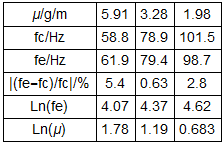 μ/g/m 5.91 3.28 1.98
fc/Hz 58.8 78.9 101.5
fe/Hz 61.9 79.4 98.7
|(fe−fc)/fc|/% 5.4 0.63 2.8
Ln(fe) 4.07 4.37 4.62
Ln(μ) 1.78 1.19 0.683